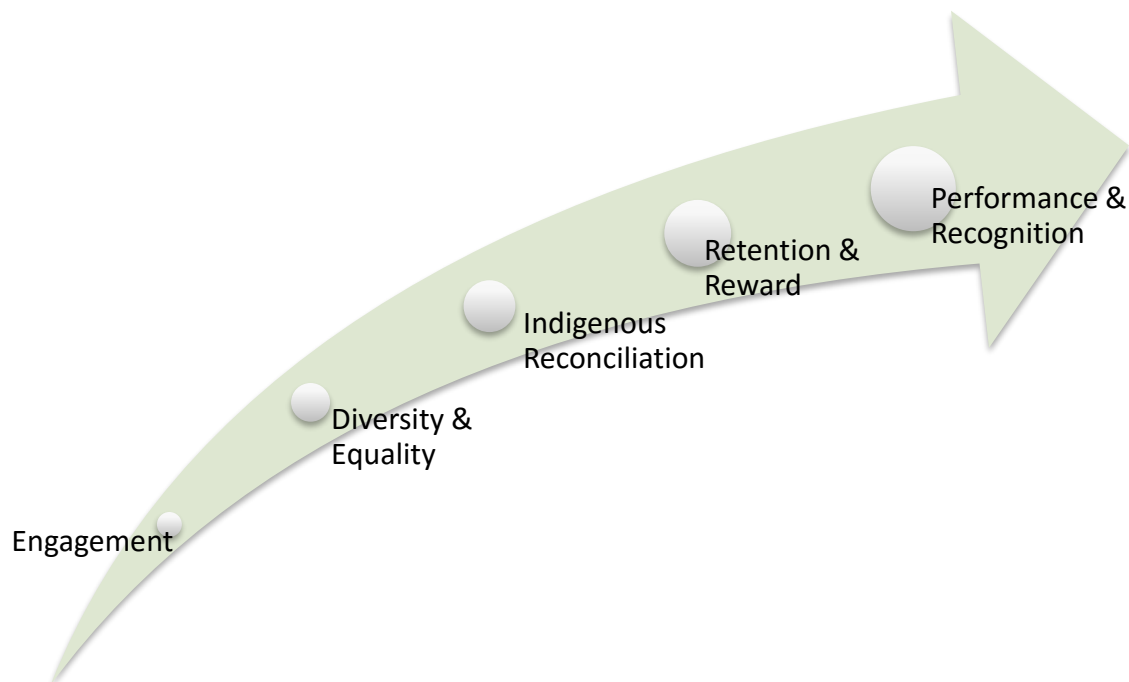 Performance &
Recognition
Retention &
Reward
Indigenous
Reconciliation
Diversity &
Equality
Engagement